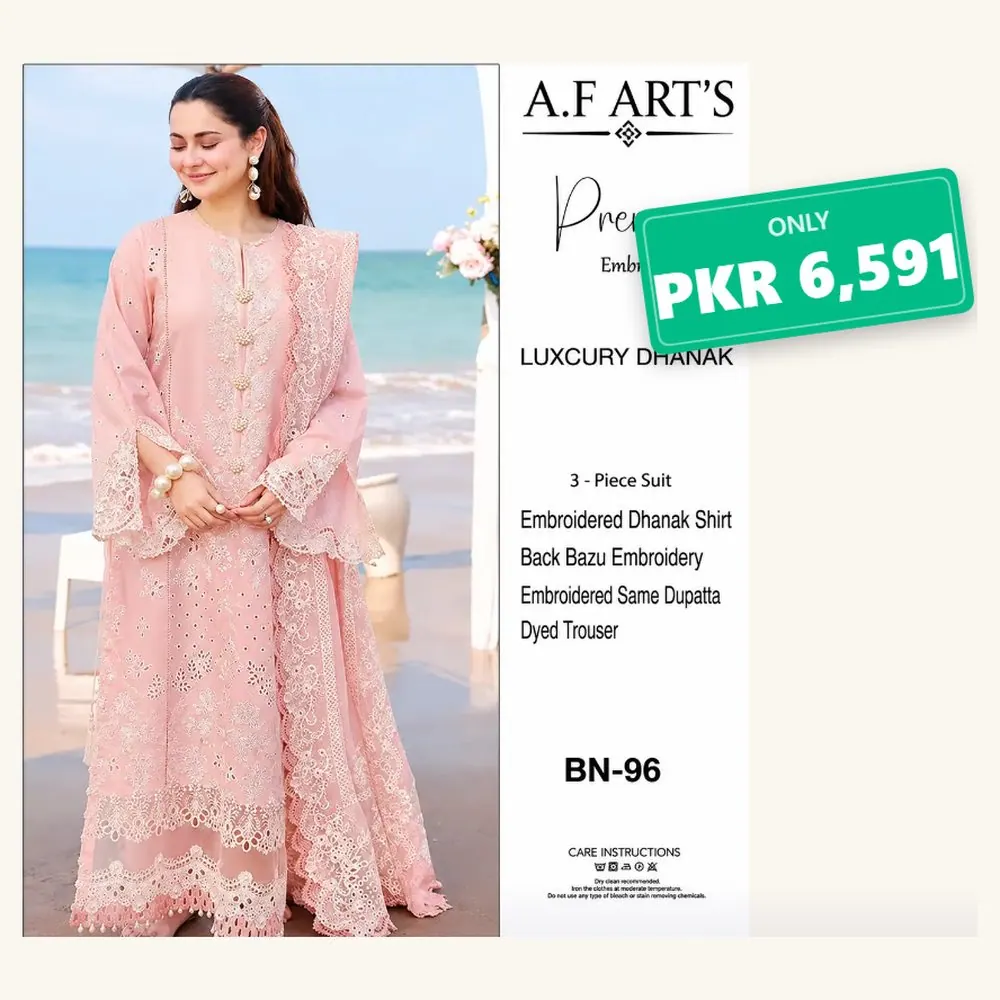 A.F ART'S
ONLY
PKR 6,591
LUXCURY DHANAK
3 - Piece Suit
Embroidered Dhanak Shirt
Back Bazu Embroidery
Embroidered Same Dupatta
Dyed Trouser
BN-96
CARE INSTRUCTIONS
Dry clean recommended.
Iron the clothes at moderate temperature.
Do not use any type of bleach or stain removing chemicals.